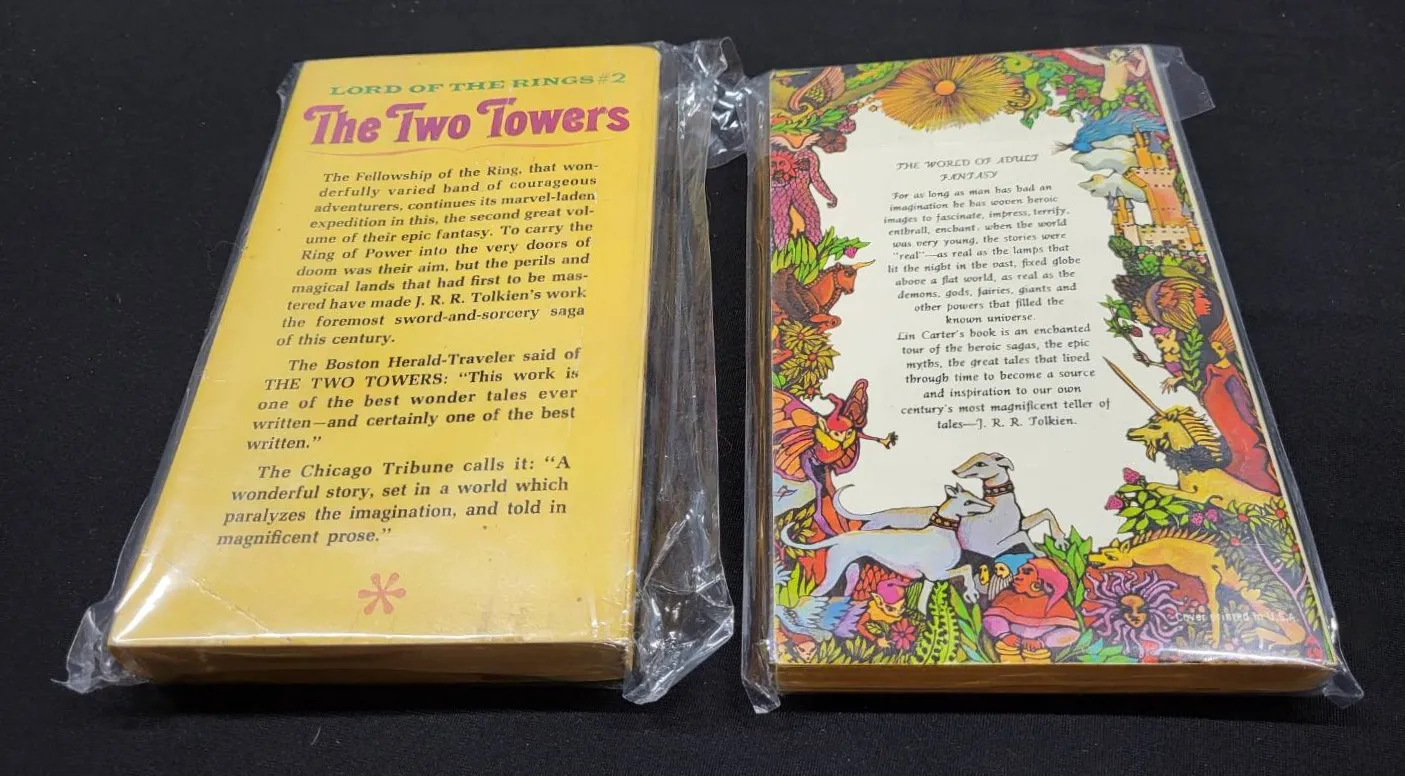 LORD OF THE RINGS #2
The Two Towers
The Fellowship of the Ring, that won-
derfully varied band of courageous
adventurers, continues its marvel-laden
expedition in this, the second great vol-
ume of their epic fantasy. To carry the
Ring of Power into the very doors of
doom was their aim, but the perils and
magical lands that had first to be mas-
tered have made J. R. R. Tolkien's work
the foremost sword-and-sorcery saga
of this century.
The Boston Herald-Traveler said of
THE TWO TOWERS: "This work is
one of the best wonder tales ever
written—and certainly one of the best
written."
The Chicago Tribune calls it: "A
wonderful story, set in a world which
paralyzes the imagination, and told in
magnificent prose."
THE WORLD OF ADULT
FANTASY
For as long as man has had an
imagination he has woven heroic
images to fascinate, impress, terrify,
enthrall, enchant. when the world
was very young, the stories were
"real"—as real as the lamps that
lit the night in the vast, fixed globe
above a flat world, as real as the
demons, gods, fairies, giants and
other powers that filled the
known universe.
Lin Carter's book is an enchanted
tour of the heroic sagas, the epic
myths, the great tales that lived
through time to become a source
and inspiration to our own
century's most magnificent teller of
tales—J. R. R. Tolkien.
Cover printed in U.S.A.